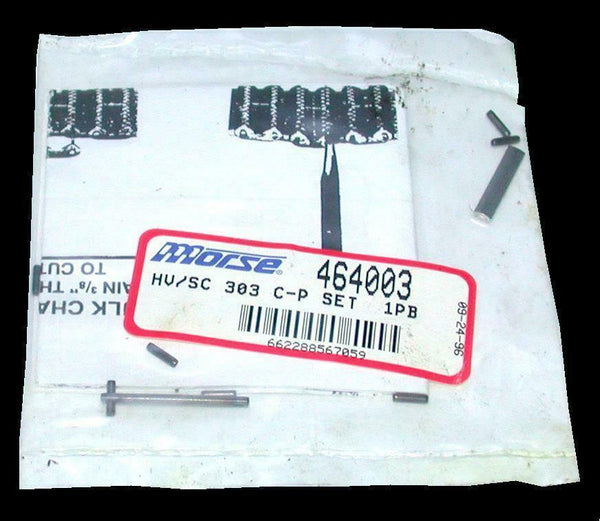 Morse®
464003
HV/SC 303 C-P SET 1PB
662288567059
09-24-96
TO CUT
AIN 3/8" TH
LK CHA